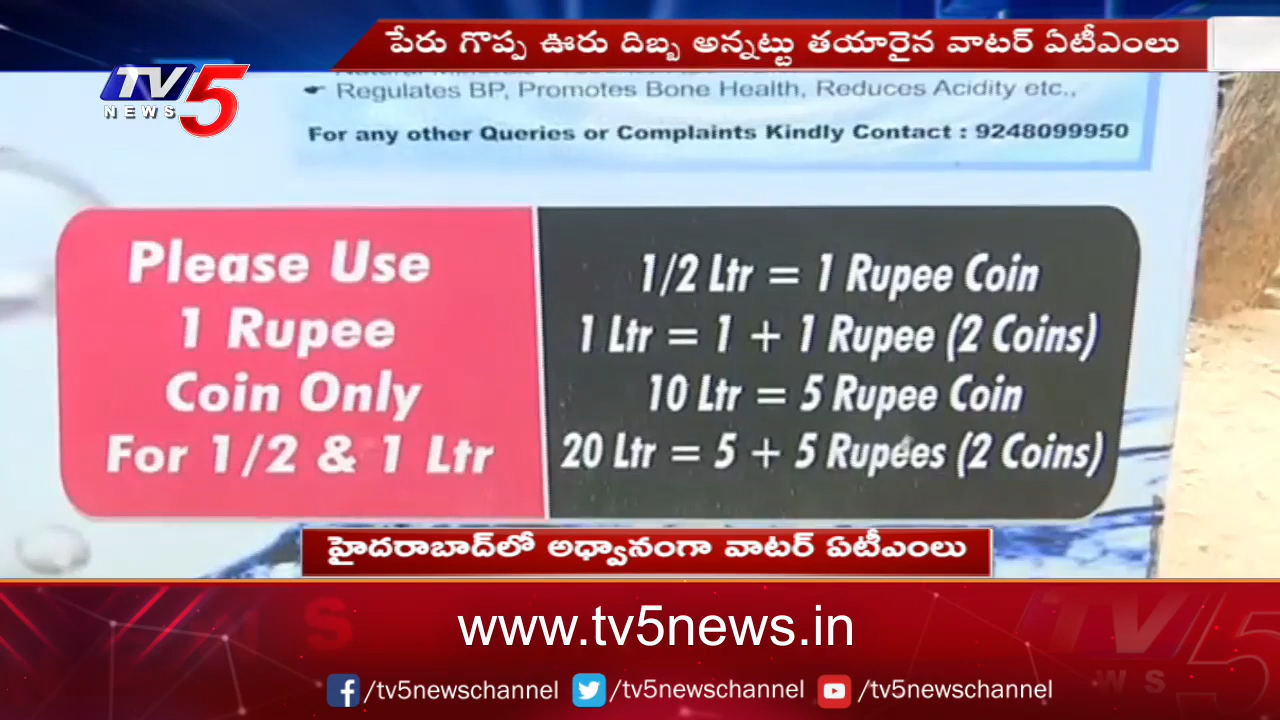 పేరు గొప్ప ఊరు దిబ్బ అన్నట్టు తయారైన వాటర్ ఏటీఎంలు
TV5
NEWS
☛ Regulates BP, Promotes Bone Health, Reduces Acidity etc.,
For any other Queries or Complaints Kindly Contact : 9248099950
Please Use
1 Rupee
Coin Only
For 1/2 & 1 Ltr
1/2 Ltr = 1 Rupee Coin
1 Ltr = 1 + 1 Rupee (2 Coins)
10 Ltr = 5 Rupee Coin
20 Ltr = 5 + 5 Rupees (2 Coins)
హైదరాబాద్‌లో అధ్వానంగా వాటర్ ఏటీఎంలు
www.tv5news.in
/tv5newschannel /tv5newschannel /tv5newschannel